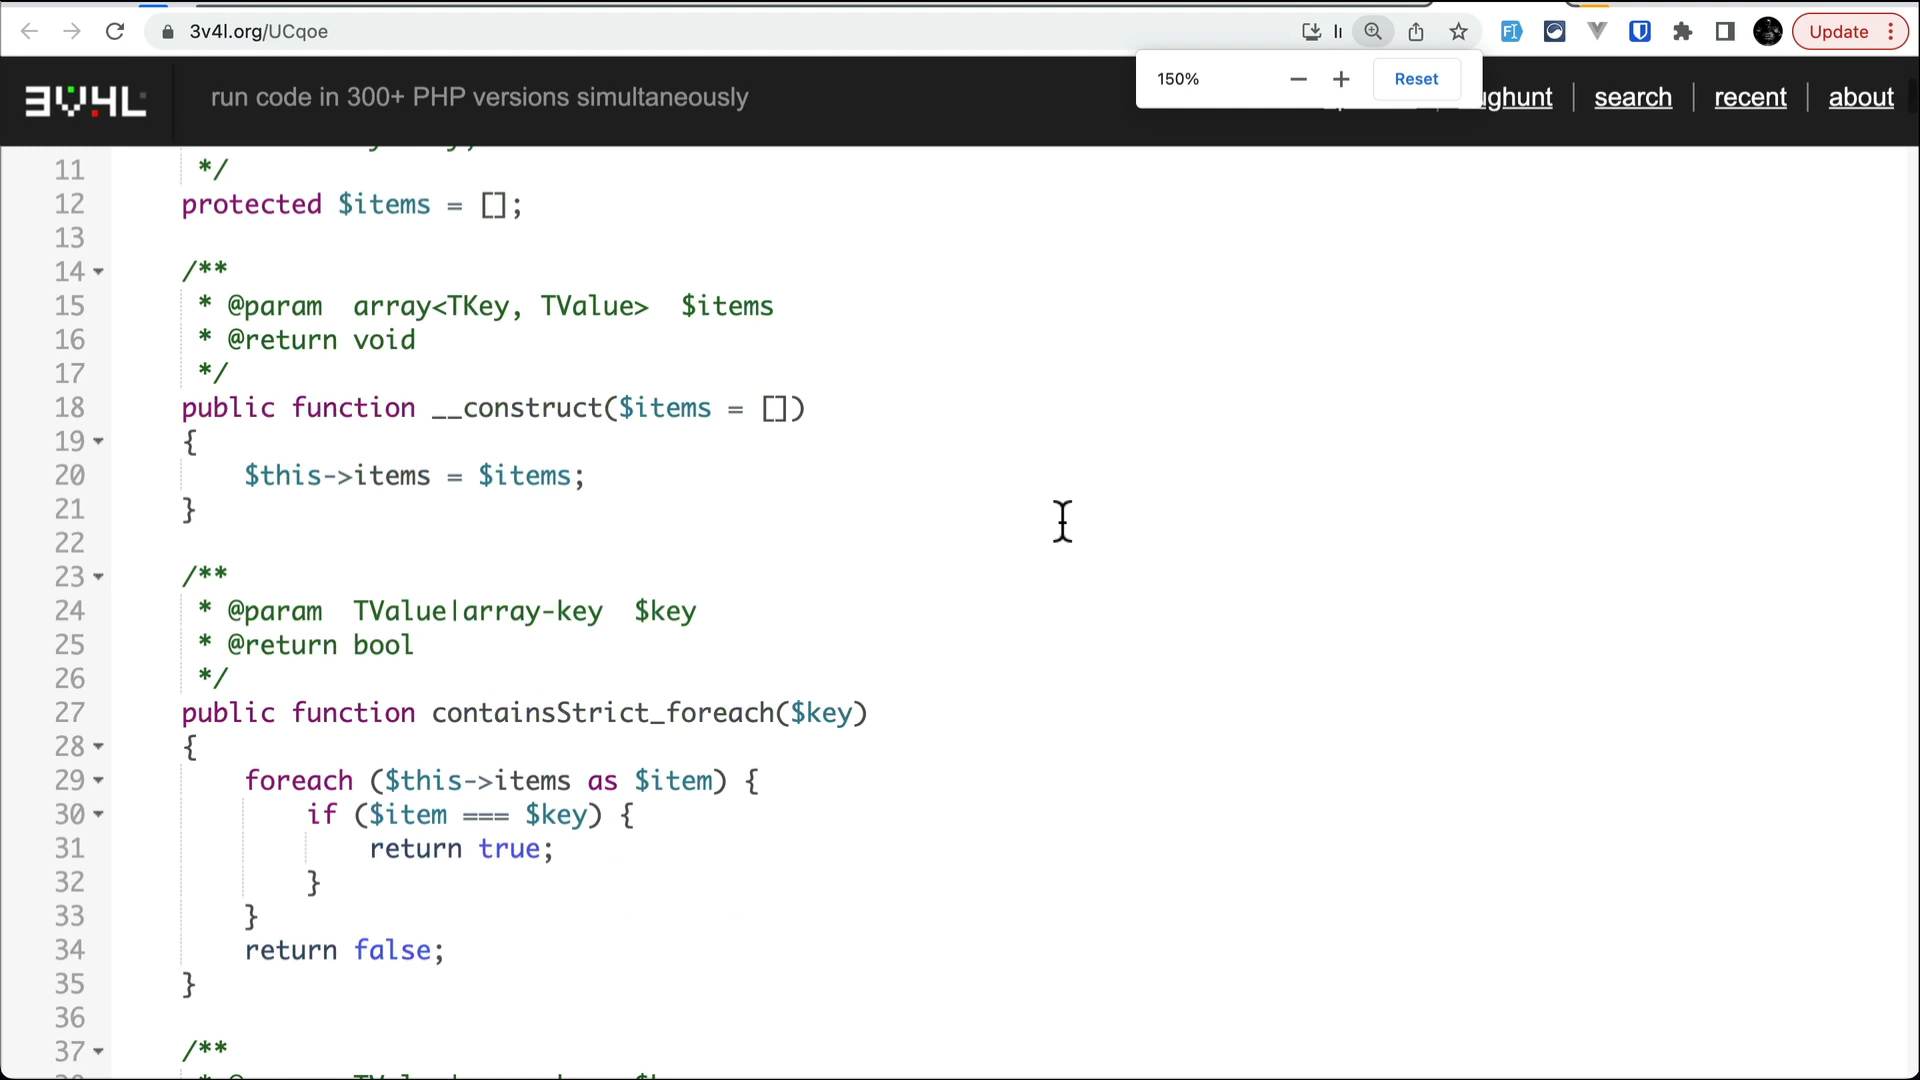 3v4l.org/UCqoe
Update
150%
Reset
3V4L
run code in 300+ PHP versions simultaneously
ghunt
search
recent
about
11 */
12 protected $items = [];
13
14 /**
15 * @param  array<TKey, TValue>  $items
16 * @return void
17 */
18 public function __construct($items = [])
19 {
20 $this->items = $items;
21 }
22
23 /**
24 * @param  TValue|array-key  $key
25 * @return bool
26 */
27 public function containsStrict_foreach($key)
28 {
29 foreach ($this->items as $item) {
30 if ($item === $key) {
31 return true;
32 }
33 }
34 return false;
35 }
36
37 /**